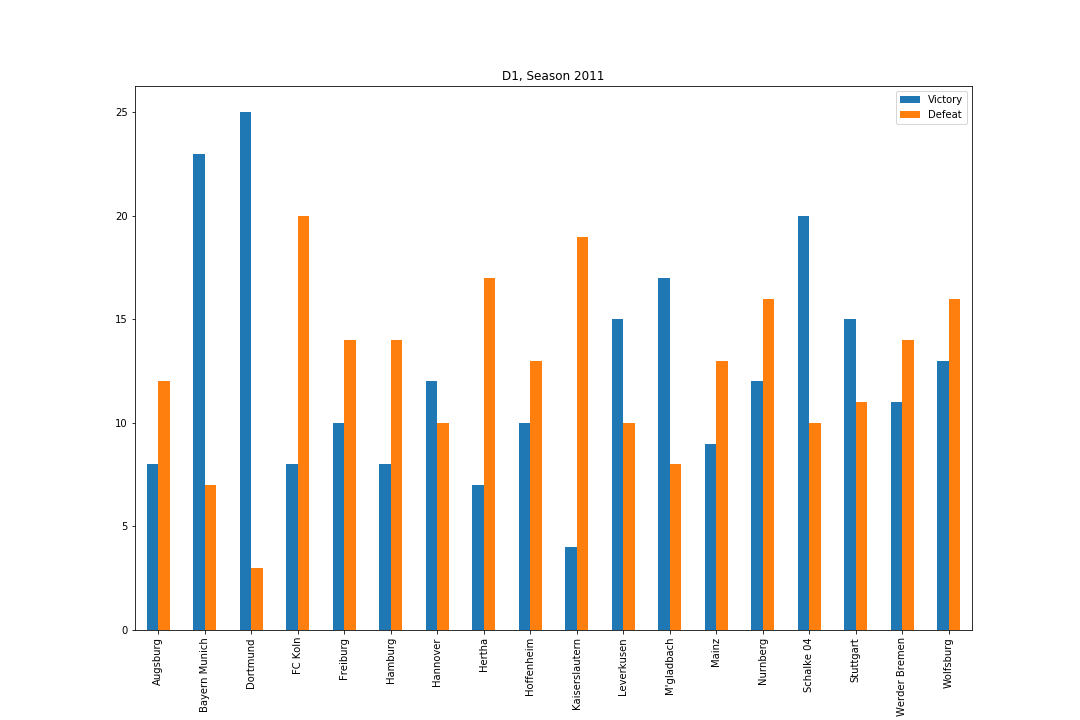 D1, Season 2011
Victory
Defeat
25
20
15
10
5
0
Augsburg
Bayern Munich
Dortmund
FC Koln
Freiburg
Hamburg
Hannover
Hertha
Hoffenheim
Kaiserslautern
Leverkusen
M'gladbach
Mainz
Nurnberg
Schalke 04
Stuttgart
Werder Bremen
Wolfsburg